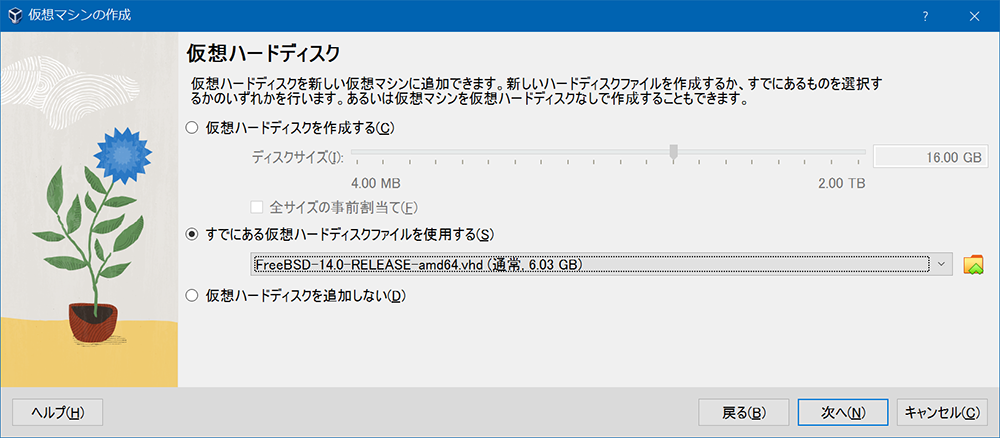 仮想マシンの作成
仮想ハードディスク
仮想ハードディスクを新しい仮想マシンに追加できます。新しいハードディスクファイルを作成するか、すでにあるものを選択す
るかのいずれかを行います。あるいは仮想マシンを仮想ハードディスクなしで作成することもできます。
仮想ハードディスクを作成する(C)
ディスクサイズ(I): 16.00 GB
4.00 MB 2.00 TB
全サイズの事前割当て(F)
すでにある仮想ハードディスクファイルを使用する(S)
FreeBSD-14.0-RELEASE-amd64.vhd (通常, 6.03 GB)
仮想ハードディスクを追加しない(D)
ヘルプ(H) 戻る(B) 次へ(N) キャンセル(C)